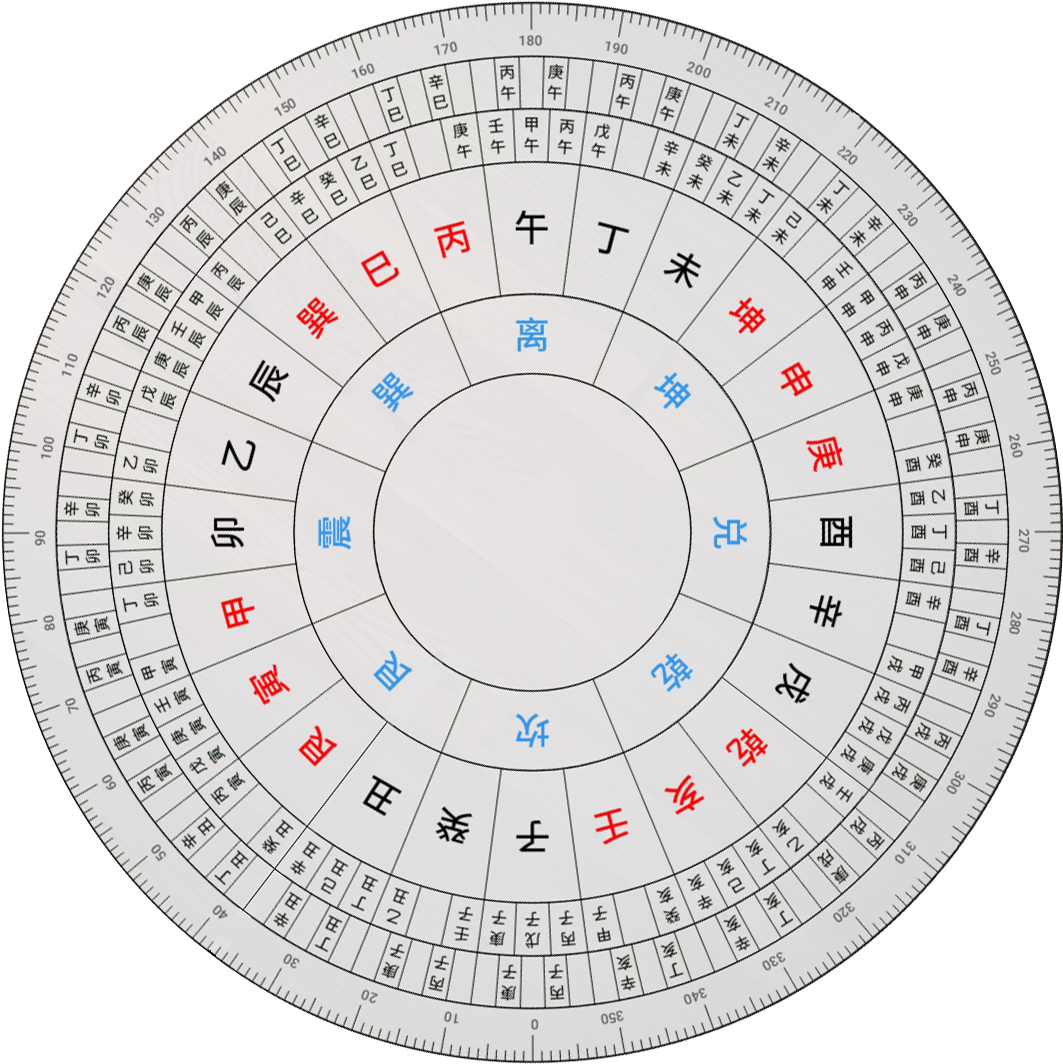 180
190
200
210
220
230
240
250
260
270
280
290
300
310
320
330
340
350
0
10
20
30
40
50
60
70
80
90
100
110
120
130
140
150
160
170
丙午
庚午
丙午
庚午
丁未
辛未
丁未
辛未
丙申
庚申
丙申
庚申
丁酉
辛酉
丁酉
辛酉
丙戌
庚戌
丙戌
庚戌
丁亥
辛亥
丁亥
辛亥
丙子
庚子
丙子
庚子
丁丑
辛丑
丁丑
辛丑
丙寅
庚寅
丙寅
庚寅
丁卯
辛卯
丁卯
辛卯
丙辰
庚辰
丙辰
庚辰
丁巳
辛巳
丁巳
辛巳
庚午
壬午
甲午
丙午
戊午
辛未
癸未
乙未
丁未
己未
壬申
甲申
丙申
戊申
庚申
癸酉
乙酉
丁酉
己酉
辛酉
甲戌
丙戌
戊戌
庚戌
壬戌
乙亥
丁亥
己亥
辛亥
癸亥
甲子
丙子
戊子
庚子
壬子
乙丑
丁丑
己丑
辛丑
癸丑
丙寅
戊寅
庚寅
壬寅
甲寅
丁卯
己卯
辛卯
癸卯
乙卯
戊辰
庚辰
壬辰
甲辰
丙辰
己巳
辛巳
癸巳
乙巳
丁巳
午
丁
未
坤
申
庚
酉
辛
戌
乾
亥
壬
子
癸
丑
艮
寅
甲
卯
乙
辰
巽
巳
丙
离
坤
兑
乾
坎
艮
震
巽